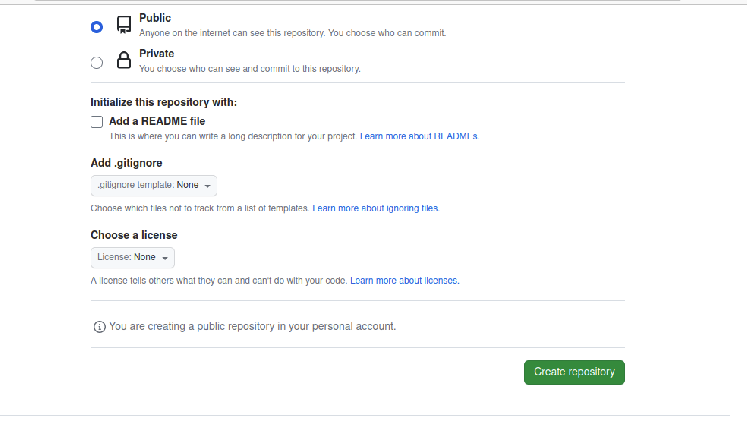 Public
Anyone on the internet can see this repository. You choose who can commit.
Private
You choose who can see and commit to this repository.
Initialize this repository with:
Add a README file
This is where you can write a long description for your project. Learn more about READMEs.
Add .gitignore
.gitignore template: None
Choose which files not to track from a list of templates. Learn more about ignoring files.
Choose a license
License: None
A license tells others what they can and can't do with your code. Learn more about licenses.
You are creating a public repository in your personal account.
Create repository